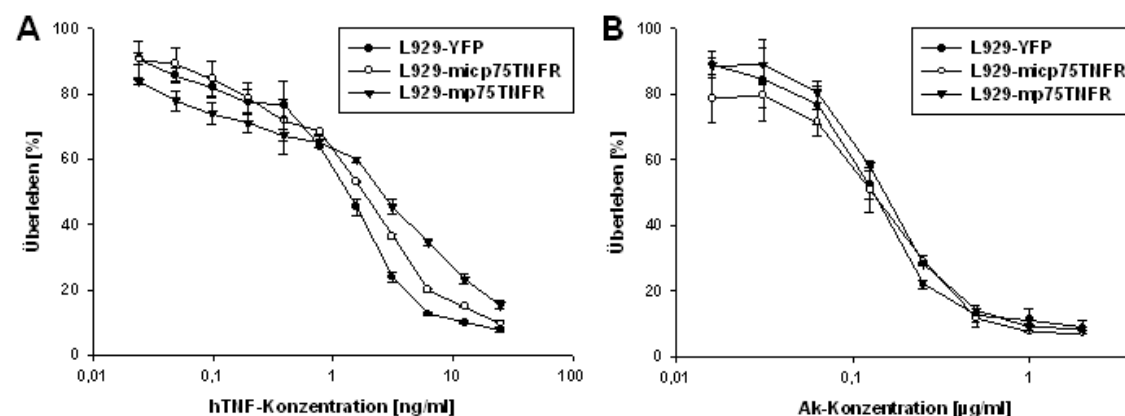 A
100
80
60
40
20
0
Überleben [%]
L929-YFP
L929-micp75TNFR
L929-mp75TNFR
0,01
0,1
1
10
100
hTNF-Konzentration [ng/ml]
B
100
80
60
40
20
0
Überleben [%]
L929-YFP
L929-micp75TNFR
L929-mp75TNFR
0,01
0,1
1
Ak-Konzentration [µg/ml]